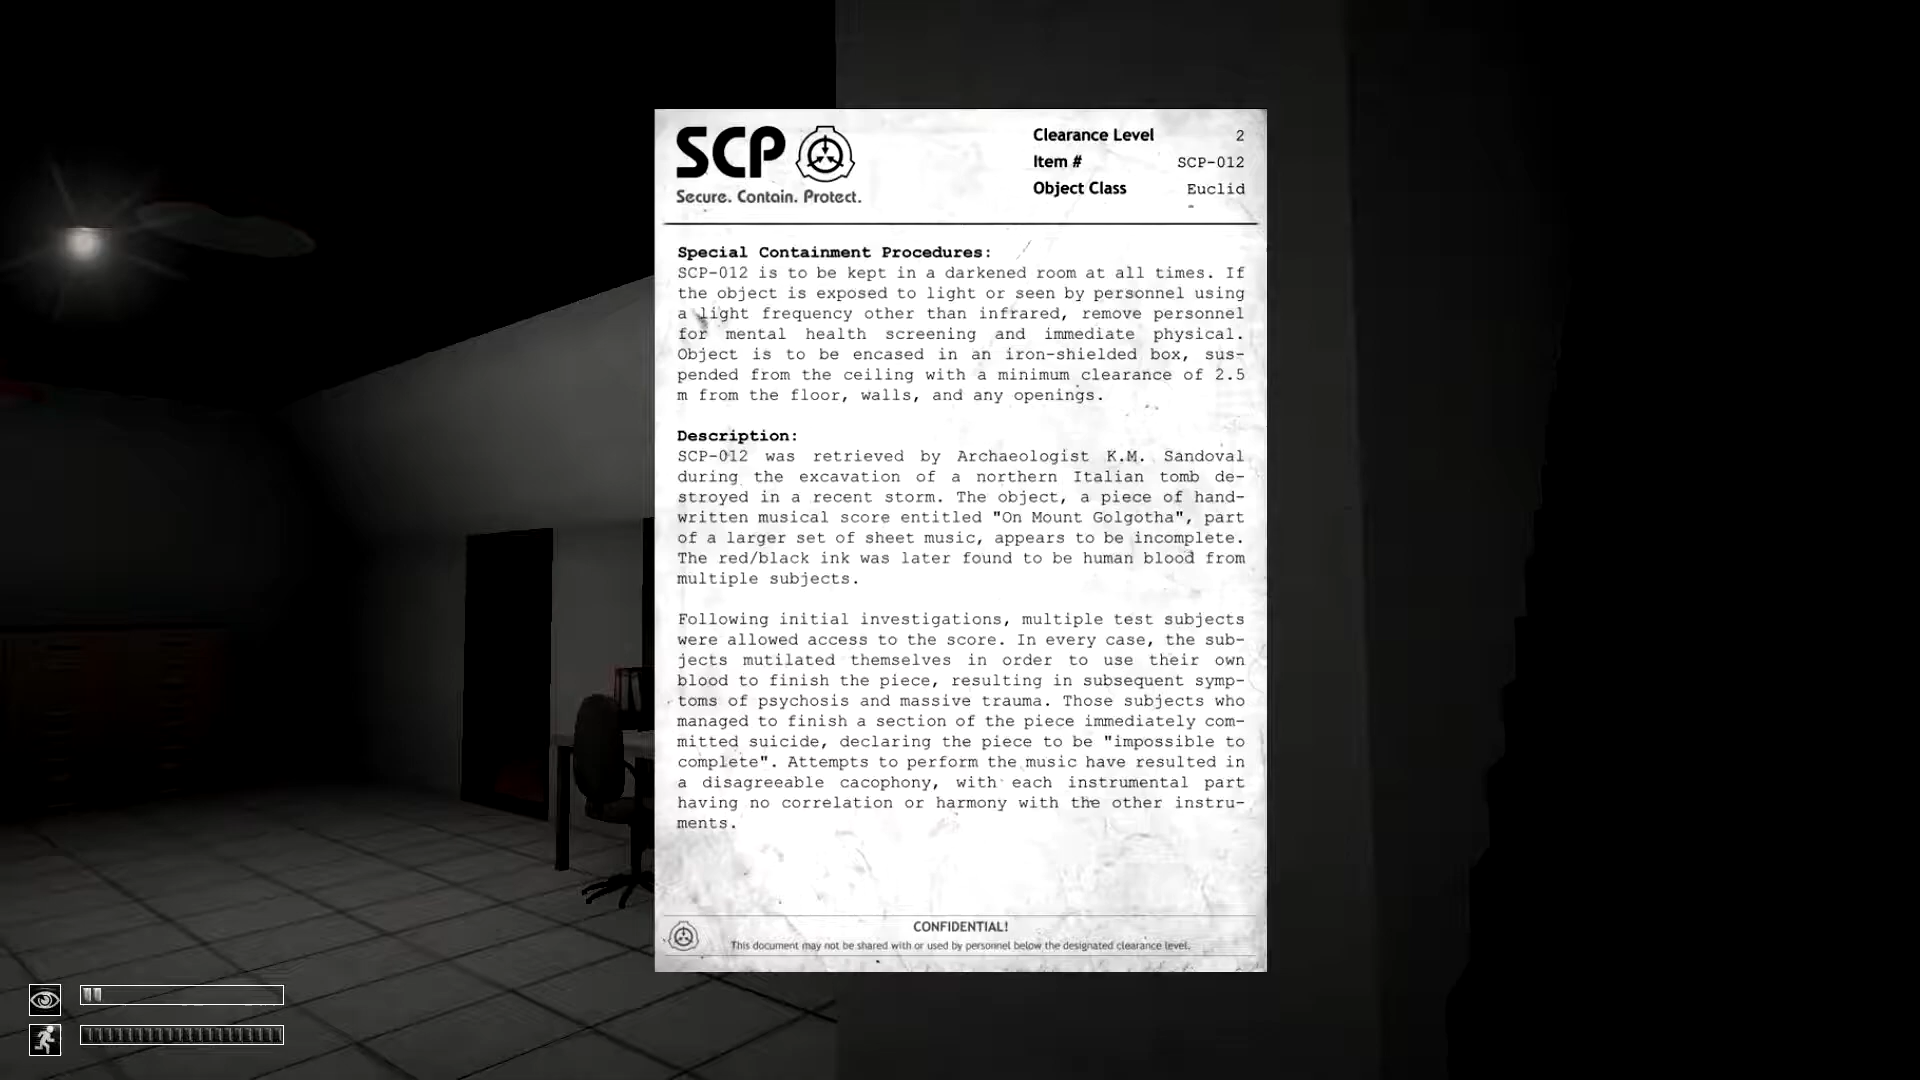 SCP
Secure. Contain. Protect.
Clearance Level 2
Item # SCP-012
Object Class Euclid
Special Containment Procedures:
SCP-012 is to be kept in a darkened room at all times. If
the object is exposed to light or seen by personnel using
a light frequency other than infrared, remove personnel
for mental health screening and immediate physical.
Object is to be encased in an iron-shielded box, sus-
pended from the ceiling with a minimum clearance of 2.5
m from the floor, walls, and any openings.
Description:
SCP-012 was retrieved by Archaeologist K.M. Sandoval
during the excavation of a northern Italian tomb de-
stroyed in a recent storm. The object, a piece of hand-
written musical score entitled "On Mount Golgotha", part
of a larger set of sheet music, appears to be incomplete.
The red/black ink was later found to be human blood from
multiple subjects.
Following initial investigations, multiple test subjects
were allowed access to the score. In every case, the sub-
jects mutilated themselves in order to use their own
blood to finish the piece, resulting in subsequent symp-
toms of psychosis and massive trauma. Those subjects who
managed to finish a section of the piece immediately com-
mitted suicide, declaring the piece to be "impossible to
complete". Attempts to perform the music have resulted in
a disagreeable cacophony, with each instrumental part
having no correlation or harmony with the other instru-
ments.
CONFIDENTIAL!
This document may not be shared with or used by personnel below the designated clearance level.